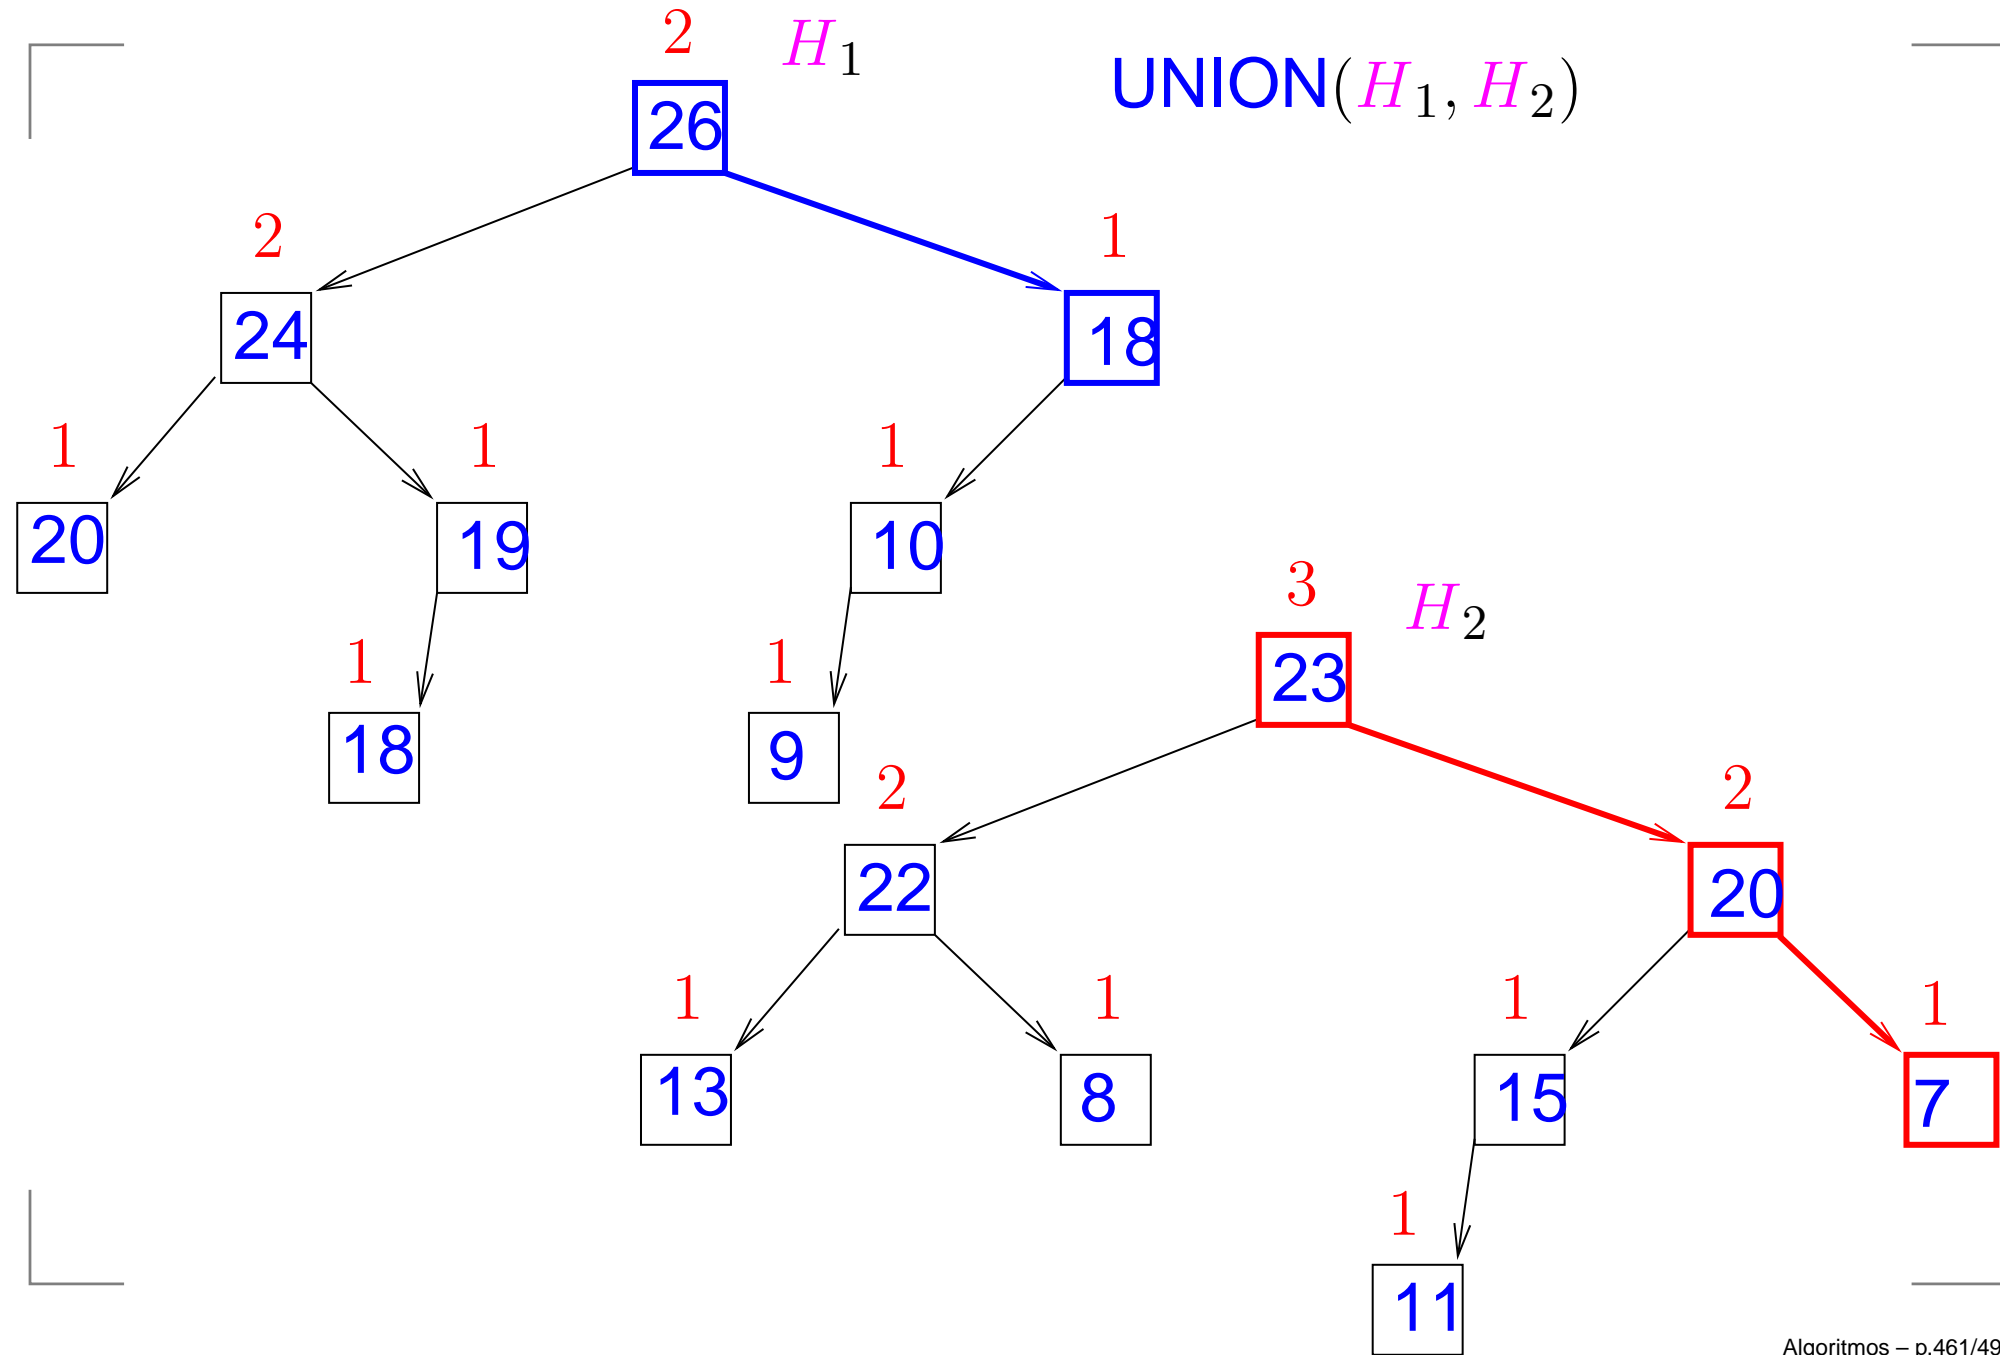 2 H1
UNION(H1, H2)
26
2 1
24 18
1 1 1
20 19 10
3 H2
1 1
23
18 9
2 2
22 20
1 1 1 1
13 8 15 7
1
11
Algoritmos – p.461/49